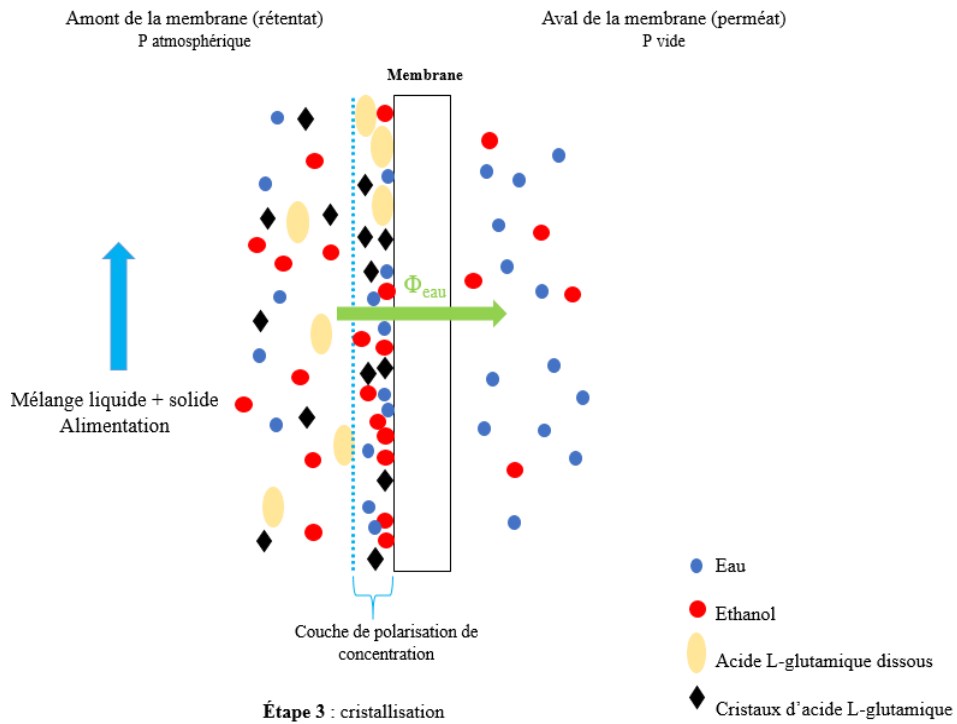 Amont de la membrane (rétentat)
P atmosphérique
Aval de la membrane (perméat)
P vide
Membrane
Φeau
Mélange liquide + solide
Alimentation
Couche de polarisation de
concentration
Eau
Ethanol
Acide L-glutamique dissous
Cristaux d’acide L-glutamique
Étape 3 : cristallisation